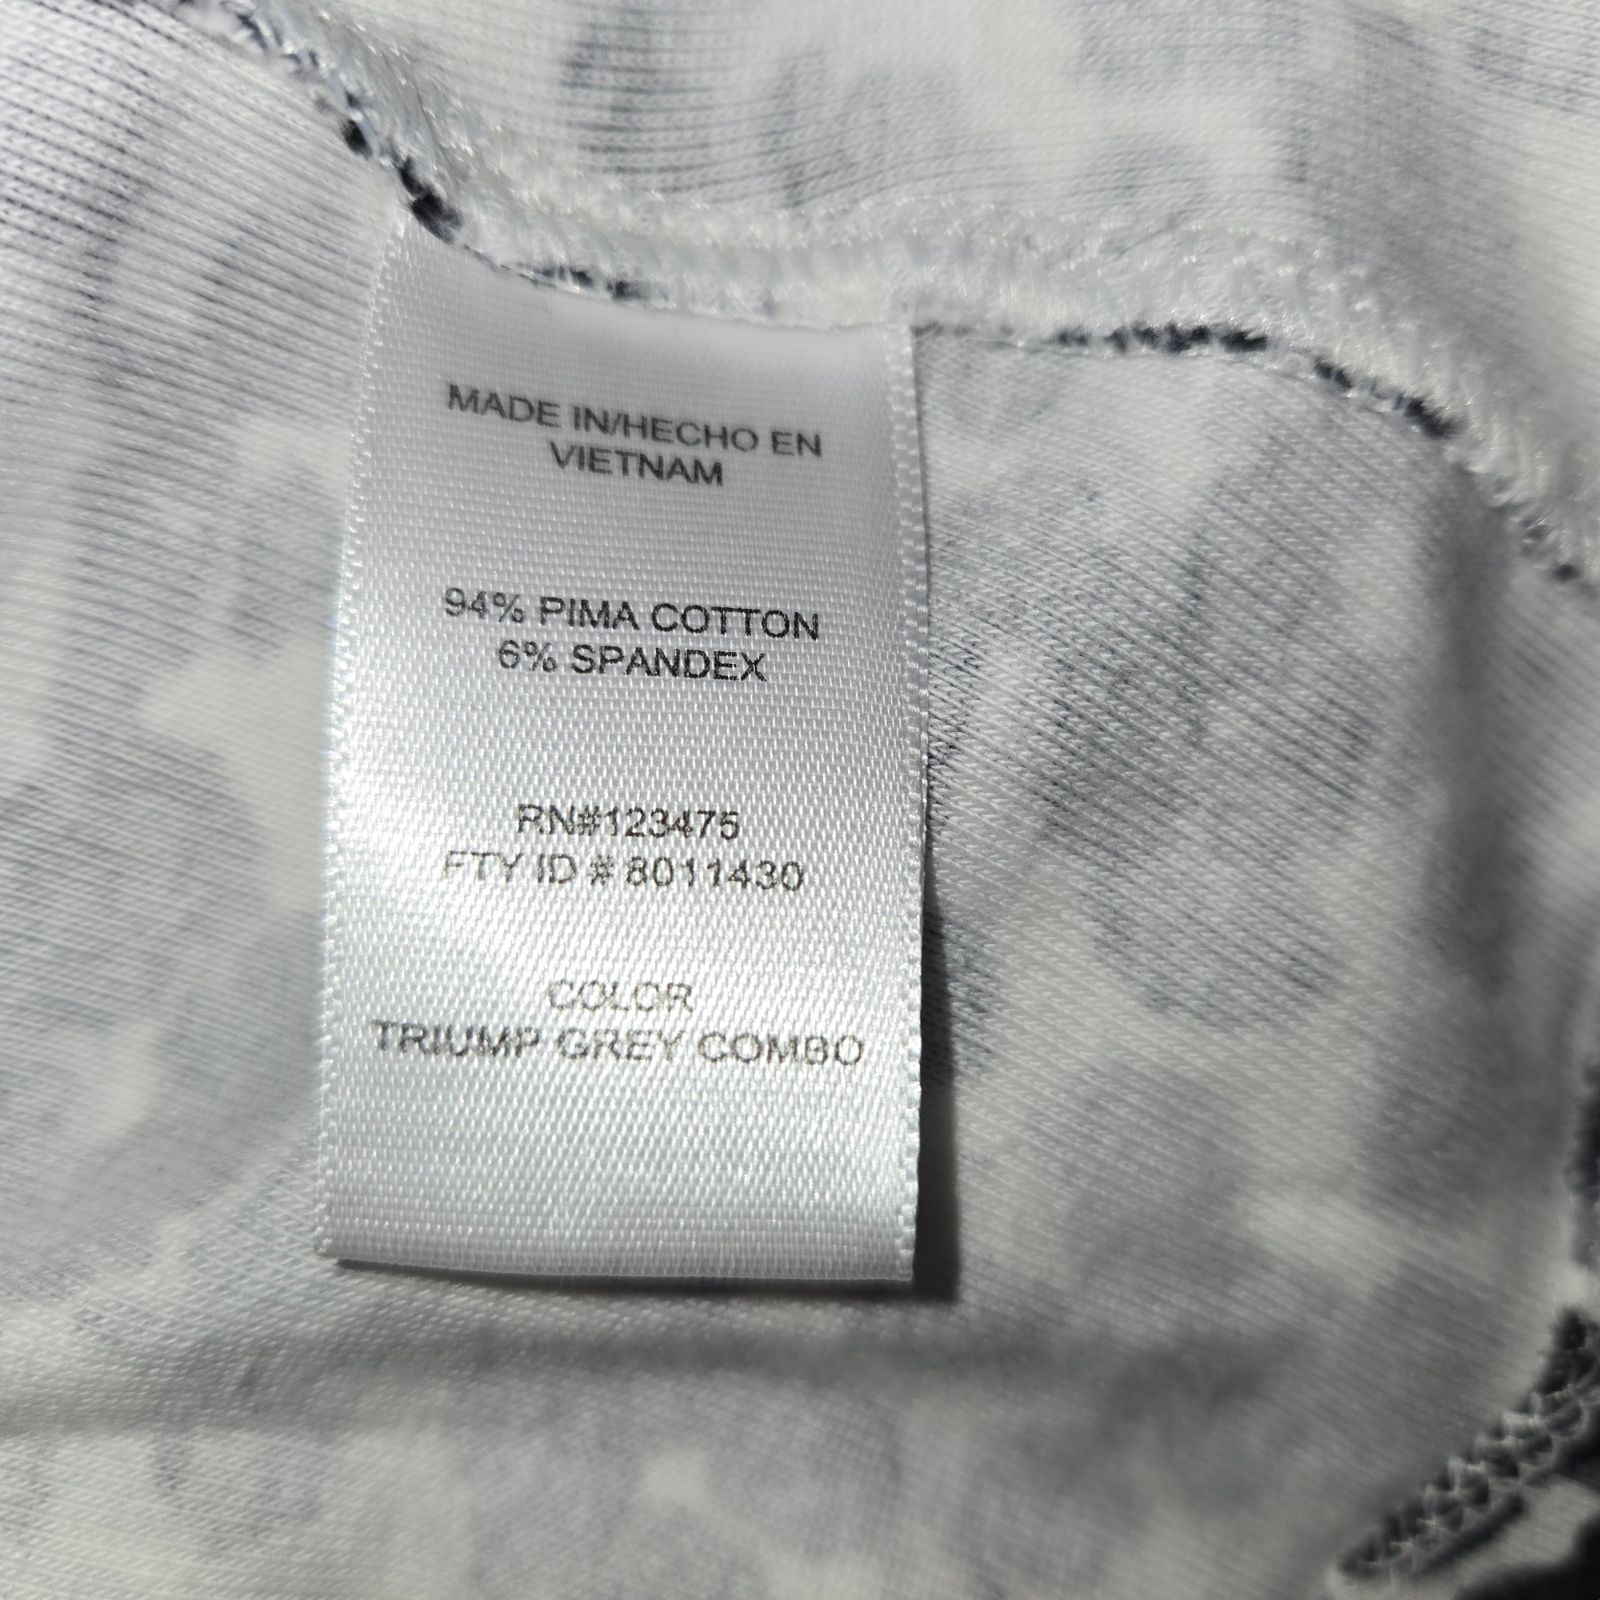 MADE IN/HECHO EN
VIETNAM
94% PIMA COTTON
6% SPANDEX
RN#123475
FTY ID # 8011430
COLOR
TRIUMP GREY COMBO